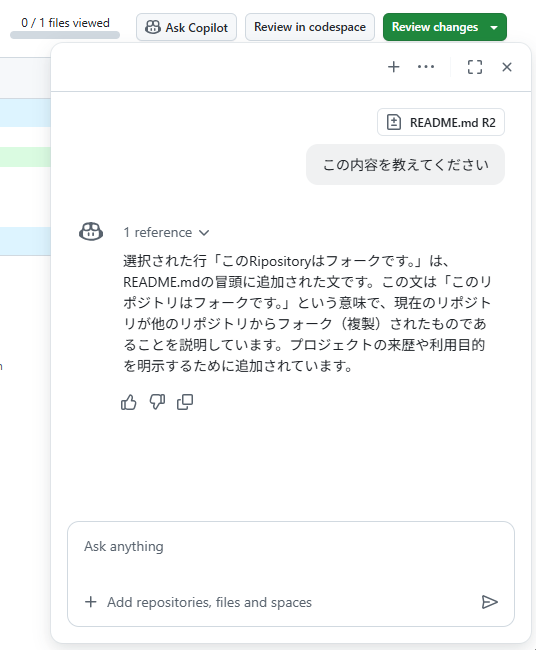 0 / 1 files viewed
Ask Copilot
Review in codespace
Review changes
README.md R2
この内容を教えてください
1 reference
選択された行「このRipositoryはフォークです。」は、
README.mdの冒頭に追加された文です。この文は「このリ
ポジトリはフォークです。」という意味で、現在のリポジト
リが他のリポジトリからフォーク（複製）されたものであ
ることを説明しています。プロジェクトの来歴や利用目的
を明示するために追加されています。
Ask anything
Add repositories, files and spaces